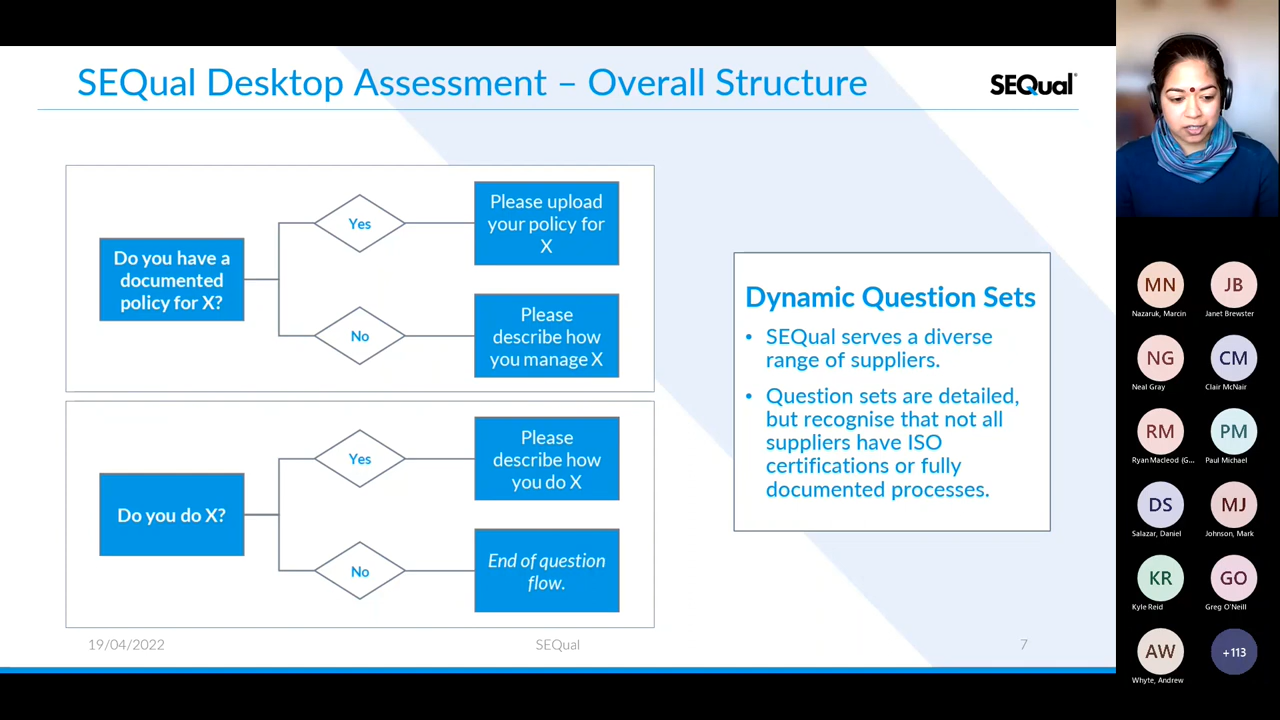 SEQual Desktop Assessment – Overall Structure
SEQual®
Do you have a
documented
policy for X?
Yes
Please upload
your policy for
X
No
Please
describe how
you manage X
Do you do X?
Yes
Please
describe how
you do X
No
End of question
flow.
Dynamic Question Sets
• SEQual serves a diverse
range of suppliers.
• Question sets are detailed,
but recognise that not all
suppliers have ISO
certifications or fully
documented processes.
19/04/2022
SEQual
7
MN
Nazaruk, Marcin
JB
Janet Brewster
NG
Neal Gray
CM
Clair McNair
RM
Ryan Macleod (G...
PM
Paul Michael
DS
Salazar, Daniel
MJ
Johnson, Mark
KR
Kyle Reid
GO
Greg O'Neill
AW
Whyte, Andrew
+113